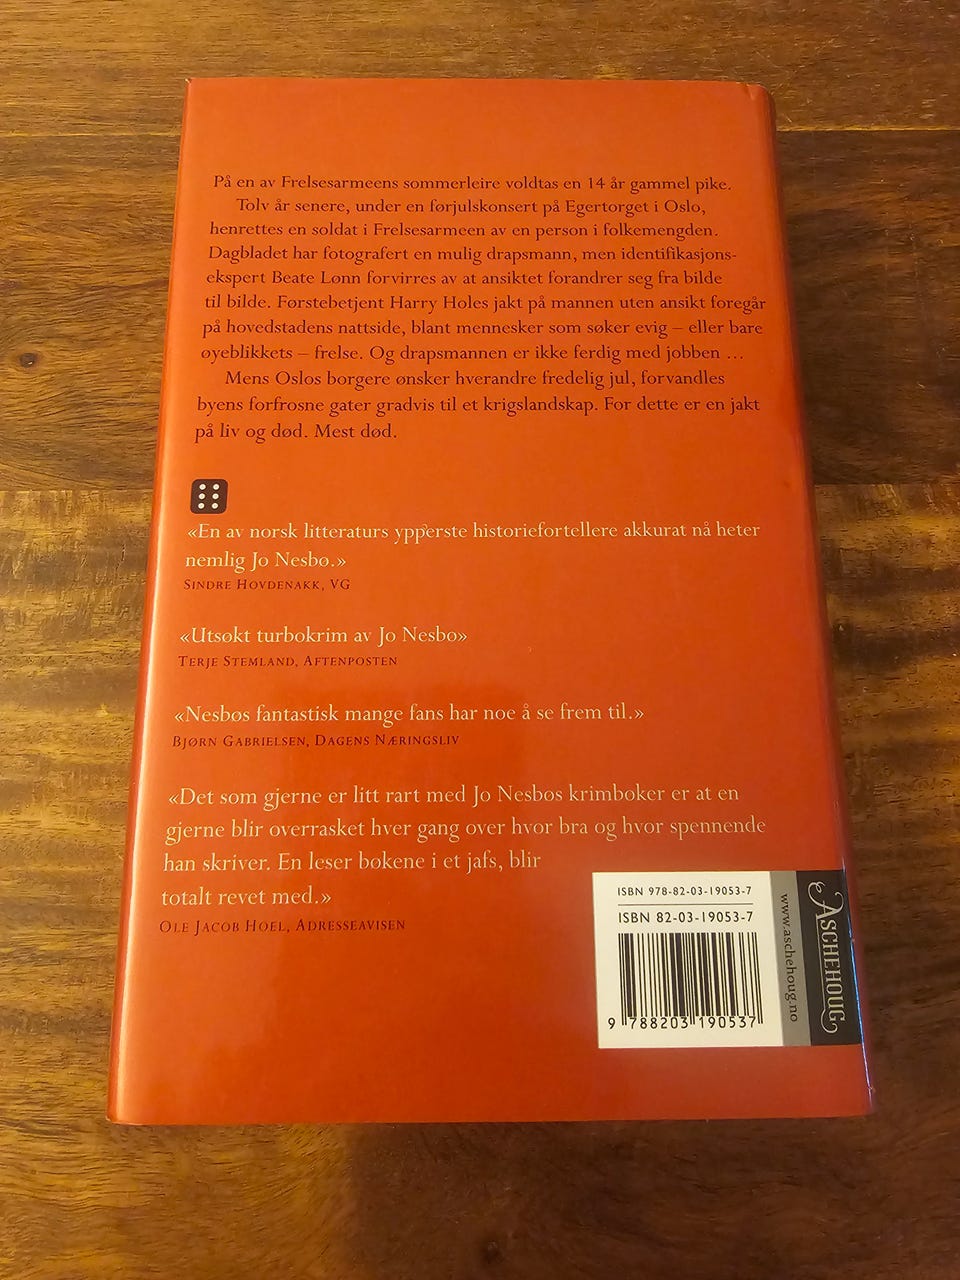 På en av Frelsesarmeens sommerleire voldtas en 14 år gammel pike.
Tolv år senere, under en førjulskonsert på Egertorget i Oslo,
henrettes en soldat i Frelsesarmeen av en person i folkemengden.
Dagbladet har fotografert en mulig drapsmann, men identifikasjons-
ekspert Beate Lønn forvirres av at ansiktet forandrer seg fra bilde
til bilde. Førstebetjent Harry Holes jakt på mannen uten ansikt foregår
på hovedstadens nattside, blant mennesker som søker evig – eller bare
øyeblikkets – frelse. Og drapsmannen er ikke ferdig med jobben …
Mens Oslos borgere ønsker hverandre fredelig jul, forvandles
byens forfrosne gater gradvis til et krigslandskap. For dette er en jakt
på liv og død. Mest død.
«En av norsk litteraturs ypperste historiefortellere akkurat nå heter
nemlig Jo Nesbø.»
SINDRE HOVDENAKK, VG
«Utsøkt turbokrim av Jo Nesbø»
TERJE STEMLAND, AFTENPOSTEN
«Nesbøs fantastisk mange fans har noe å se frem til.»
BJØRN GABRIELSEN, DAGENS NÆRINGSLIV
«Det som gjerne er litt rart med Jo Nesbøs krimbøker er at en
gjerne blir overrasket hver gang over hvor bra og hvor spennende
han skriver. En leser bøkene i et jafs, blir
totalt revet med.»
OLE JACOB HOEL, ADRESSEAVISEN
ISBN 978-82-03-19053-7
ISBN 82-03-19053-7
9 788203 190537
www.aschehoug.no
ASCHEHOUG